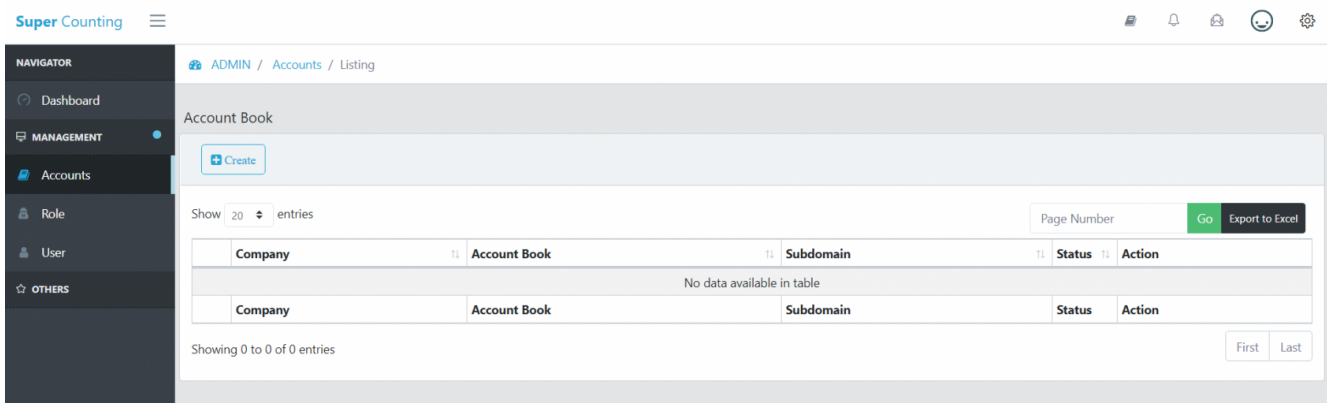 Super Counting
NAVIGATOR
Dashboard
MANAGEMENT
Accounts
Role
User
OTHERS
ADMIN / Accounts / Listing
Account Book
Create
Show 20 entries
Page Number Go Export to Excel
Company Account Book Subdomain Status Action
No data available in table
Company Account Book Subdomain Status Action
Showing 0 to 0 of 0 entries
First Last